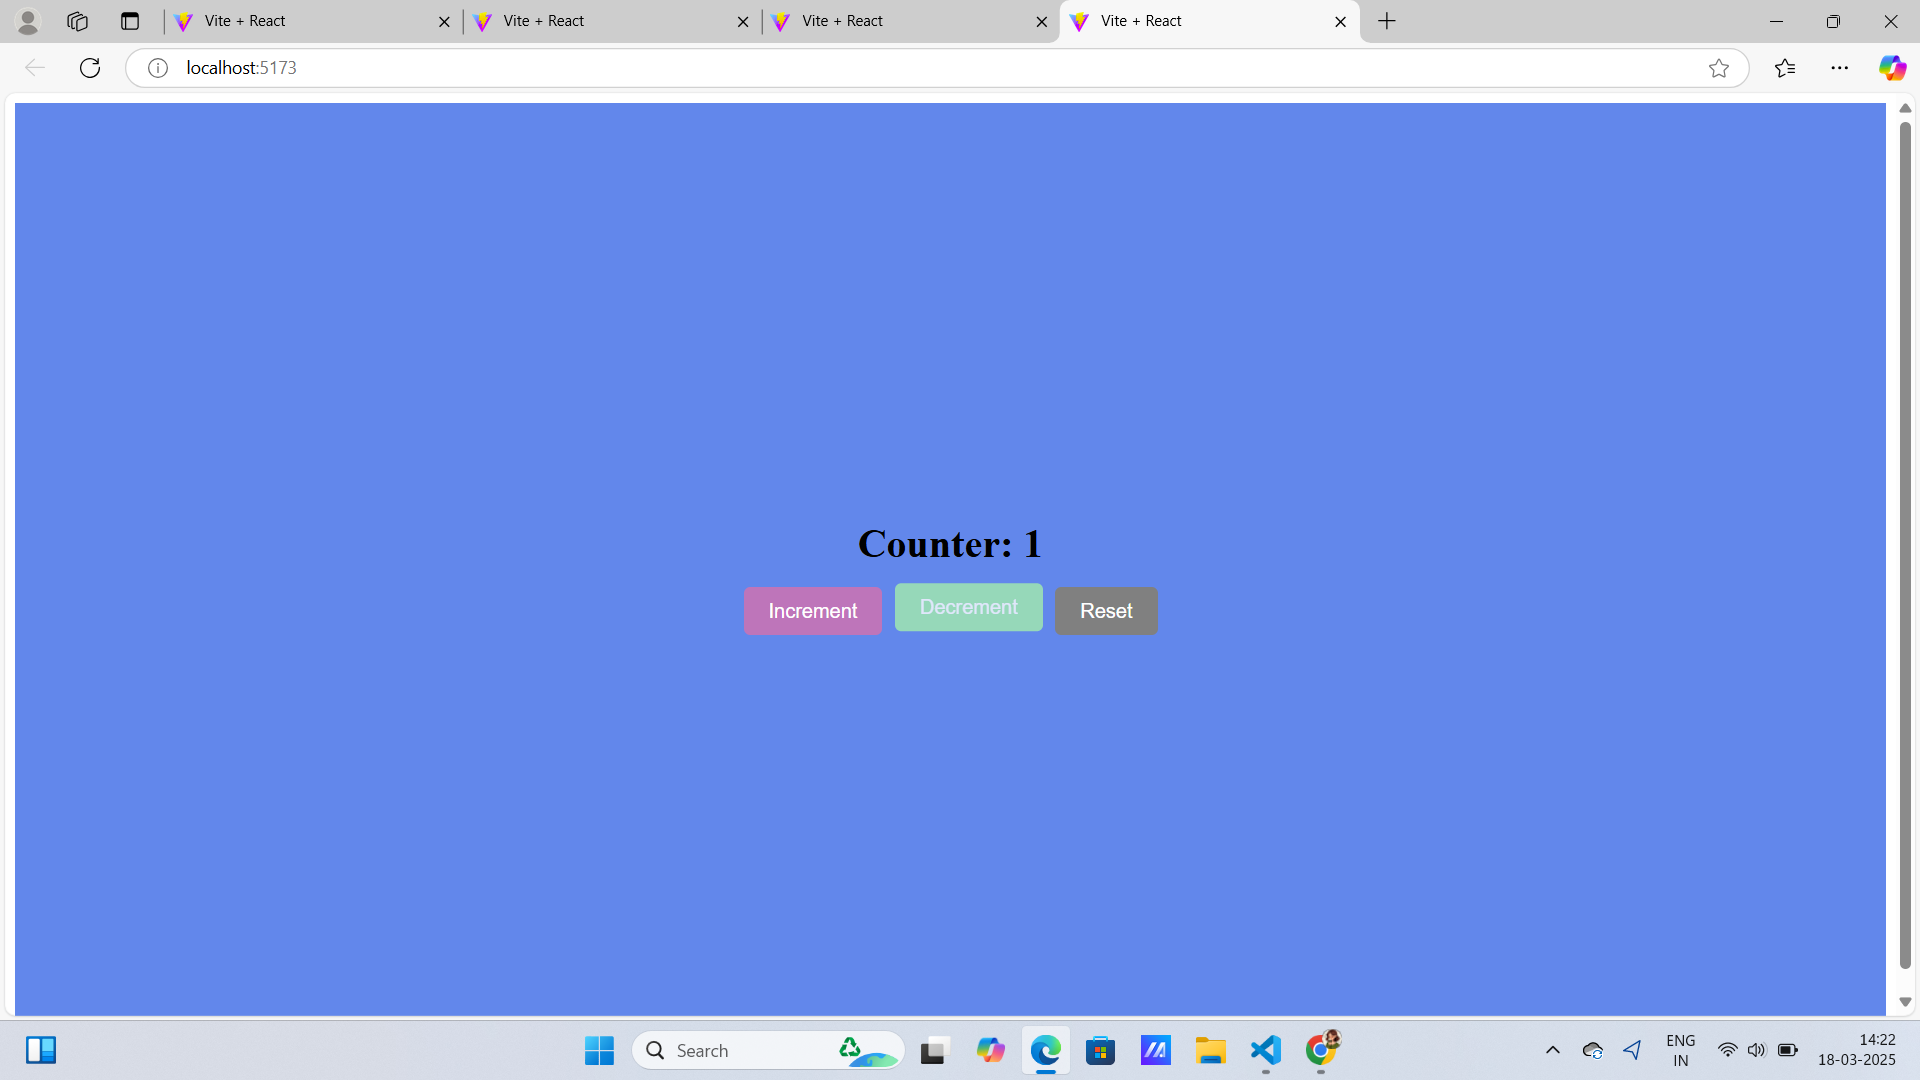 Vite + React
Vite + React
Vite + React
Vite + React
localhost:5173
Counter: 1
Increment
Decrement
Reset
Search
ENG
IN
14:22
18-03-2025